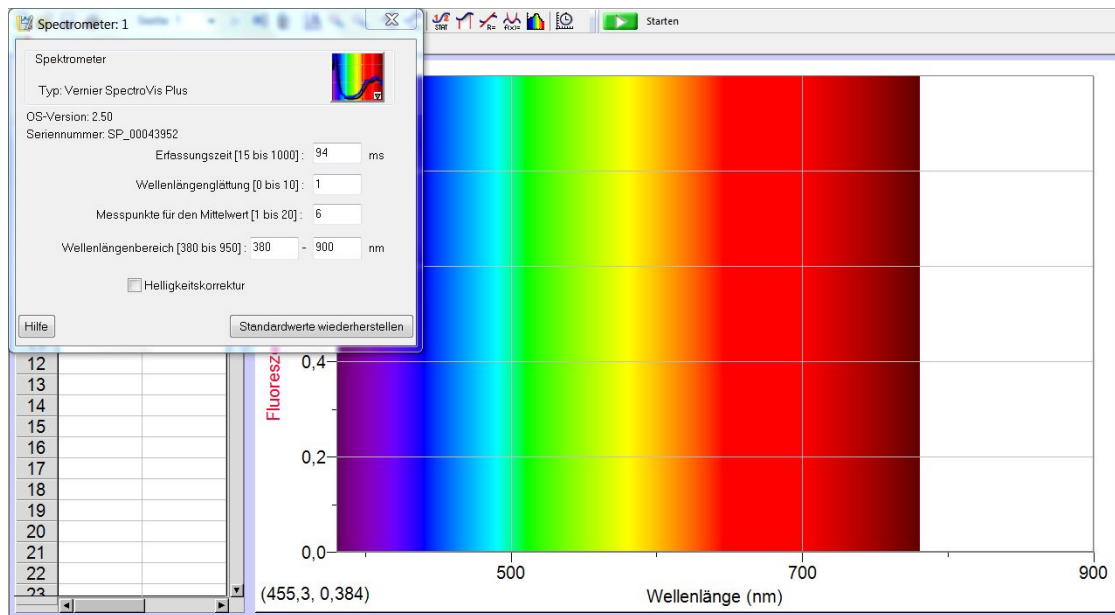 Spectrometer: 1
STAT
R=
f(x)=
Starten
Spektrometer
Typ: Vernier SpectroVis Plus
OS-Version: 2.50
Seriennummer: SP_00043952
Erfassungszeit [15 bis 1000] : 94 ms
Wellenlängenglättung [0 bis 10] : 1
Messpunkte für den Mittelwert [1 bis 20] : 6
Wellenlängenbereich [380 bis 950] : 380 - 900 nm
Helligkeitskorrektur
Hilfe
Standardwerte wiederherstellen
12
13
14
15
16
17
18
19
20
21
22
23
0,4
0,2
0,0
500
700
900
(455,3, 0,384)
Wellenlänge (nm)